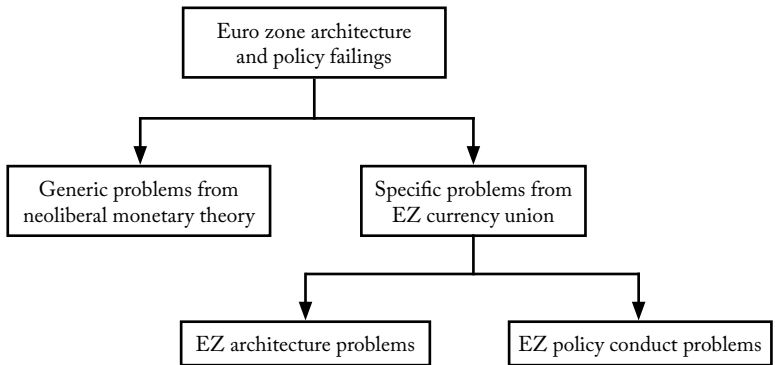 Euro zone architecture
and policy failings
Generic problems from
neoliberal monetary theory
Specific problems from
EZ currency union
EZ architecture problems
EZ policy conduct problems